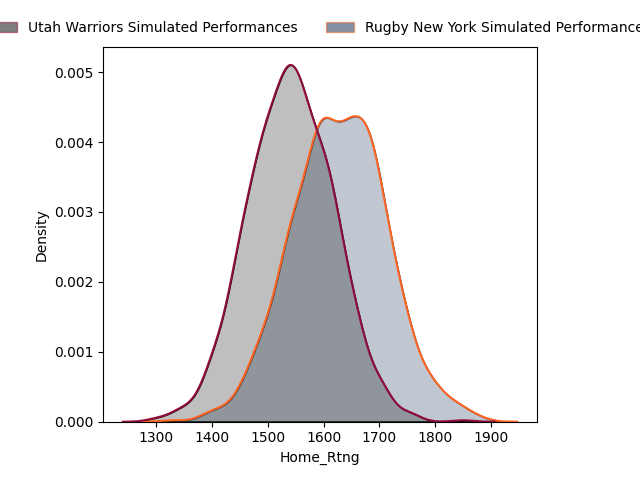 Utah Warriors Simulated Performances Rugby New York Simulated Performance
0.005
0.004
0.003
0.002
0.001
0.000
Density
1300 1400 1500 1600 1700 1800 1900
Home_Rtng